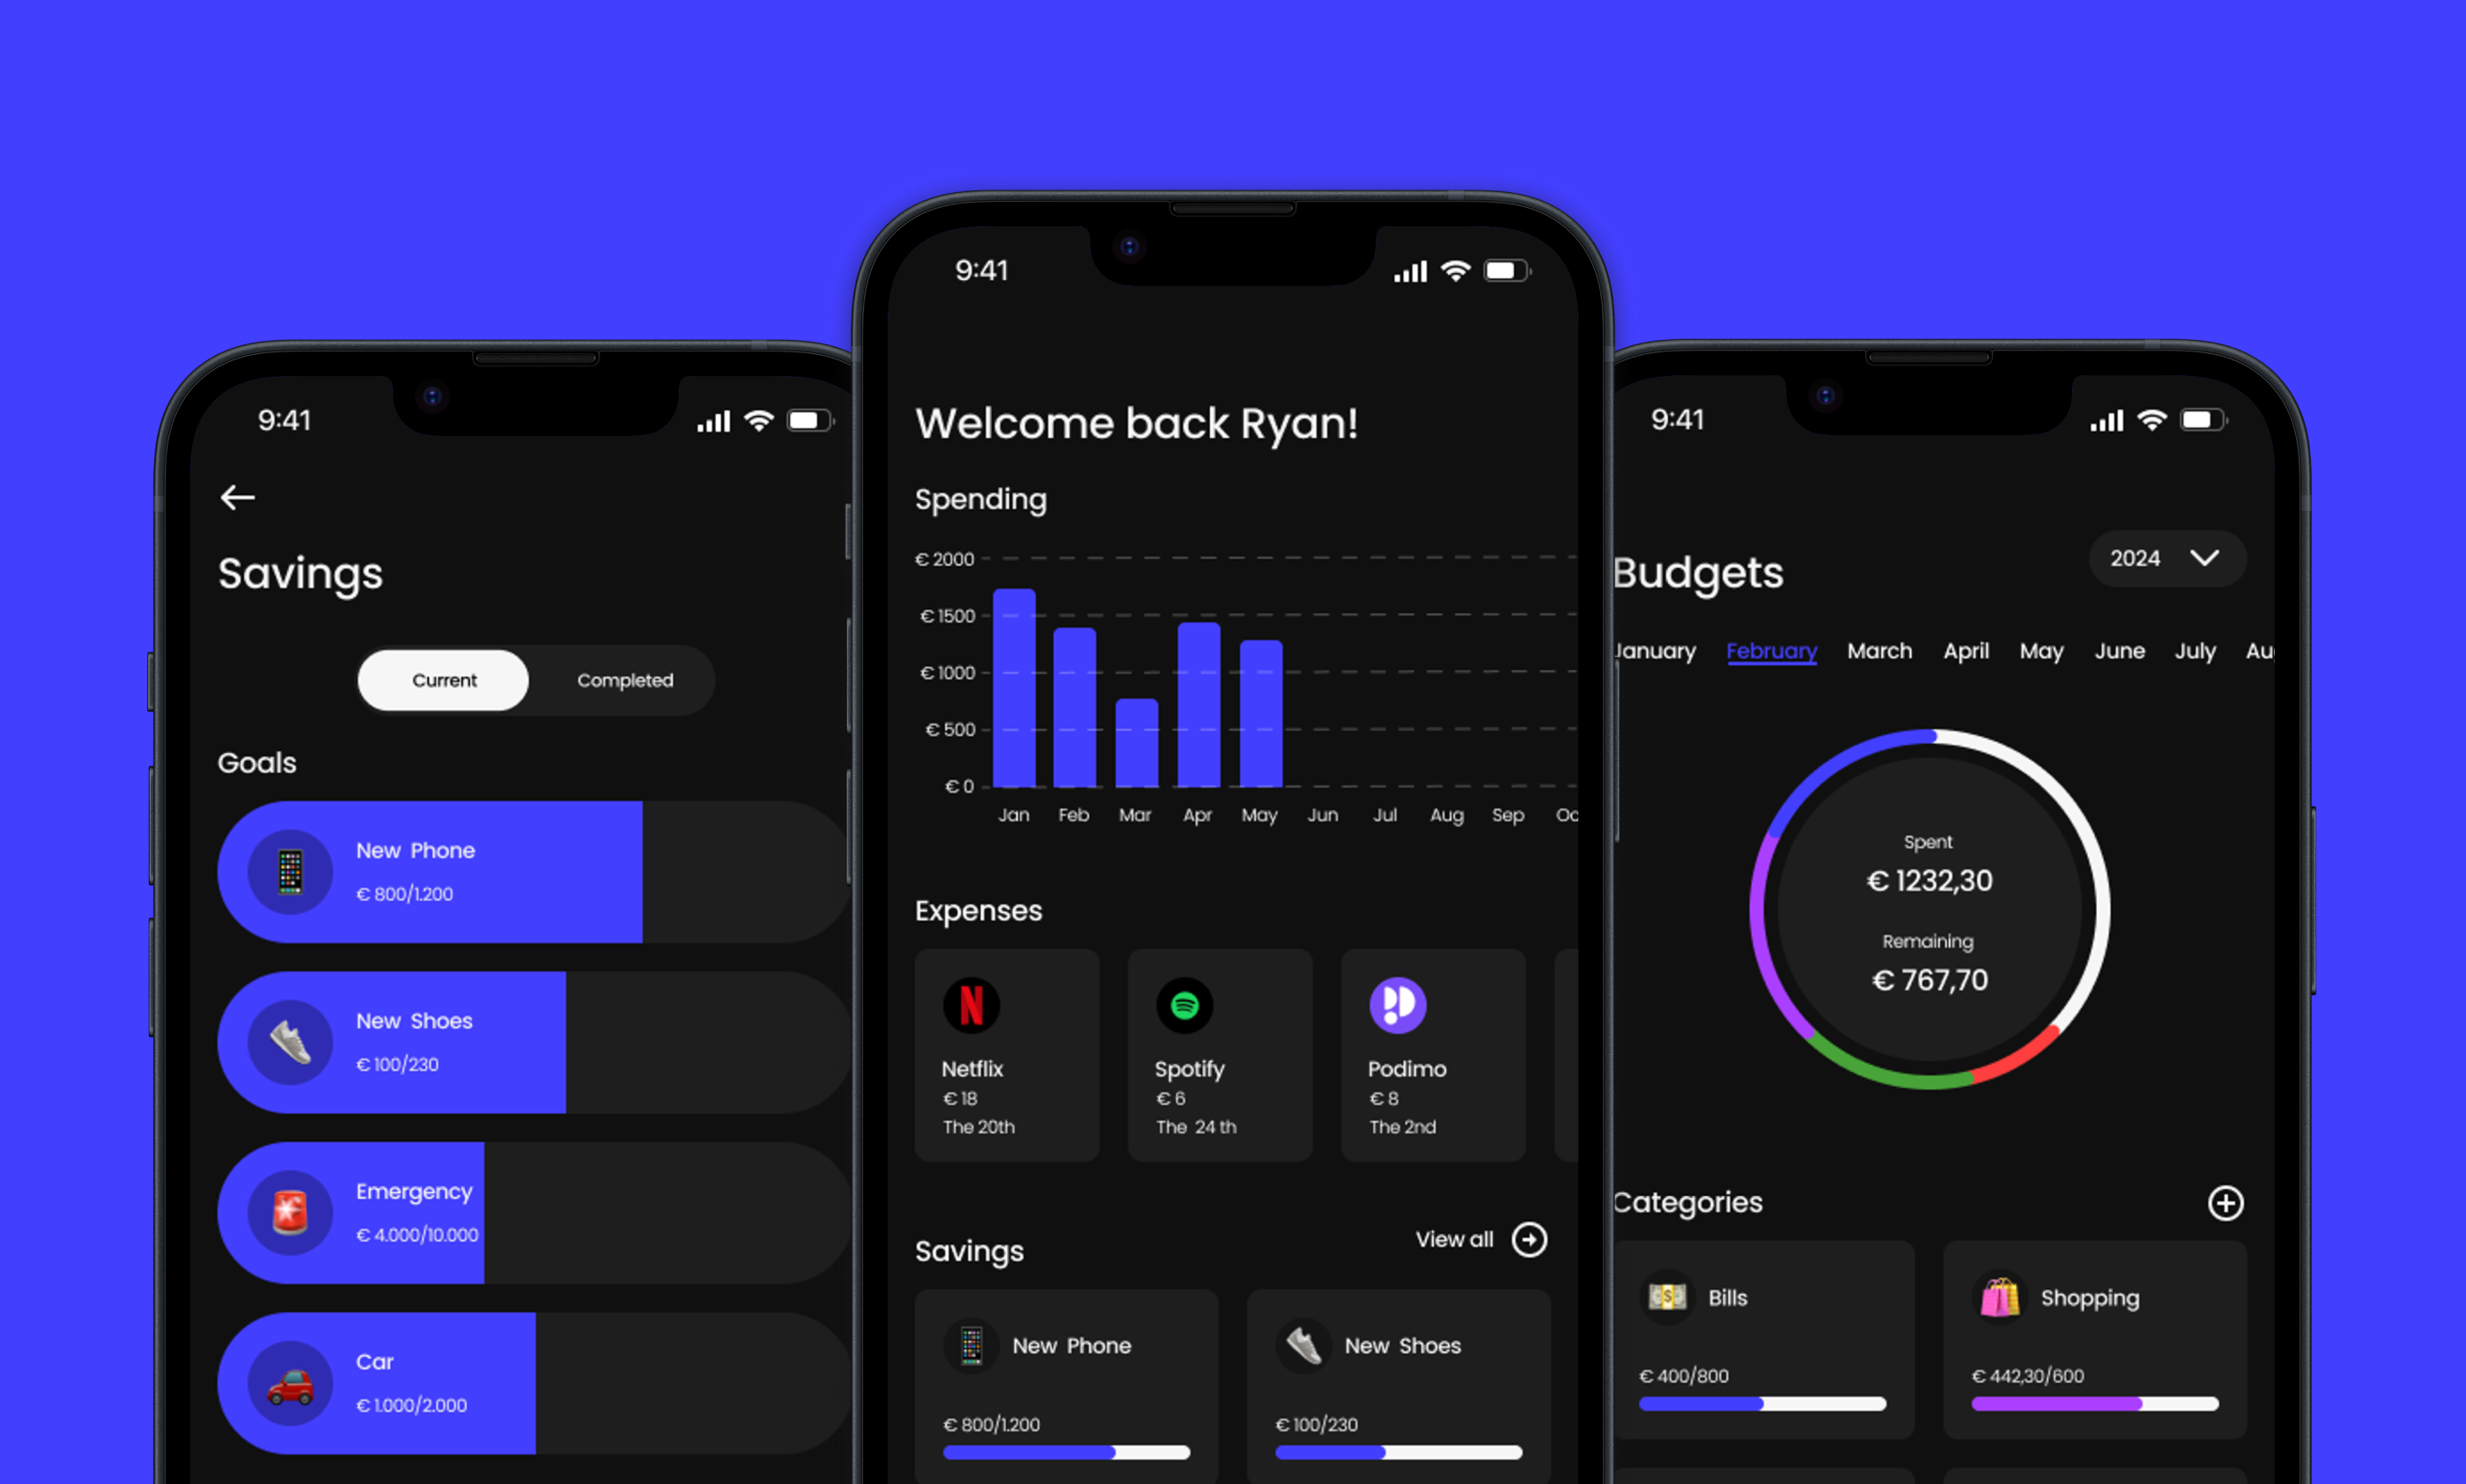 9:41
Savings
Current
Completed
Goals
New Phone
€ 800/1.200
New Shoes
€ 100/230
Emergency
€ 4.000/10.000
Car
€ 1.000/2.000
9:41
Welcome back Ryan!
Spending
€ 2000
€ 1500
€ 1000
€ 500
€ 0
Jan Feb Mar Apr May Jun Jul Aug Sep Oc
Expenses
Netflix
€ 18
The 20th
Spotify
€ 6
The 24 th
Podimo
€ 8
The 2nd
Savings
View all
New Phone
€ 800/1.200
New Shoes
€ 100/230
9:41
Budgets
2024
January February March April May June July Au
Spent
€ 1232,30
Remaining
€ 767,70
Categories
Bills
€ 400/800
Shopping
€ 442,30/600